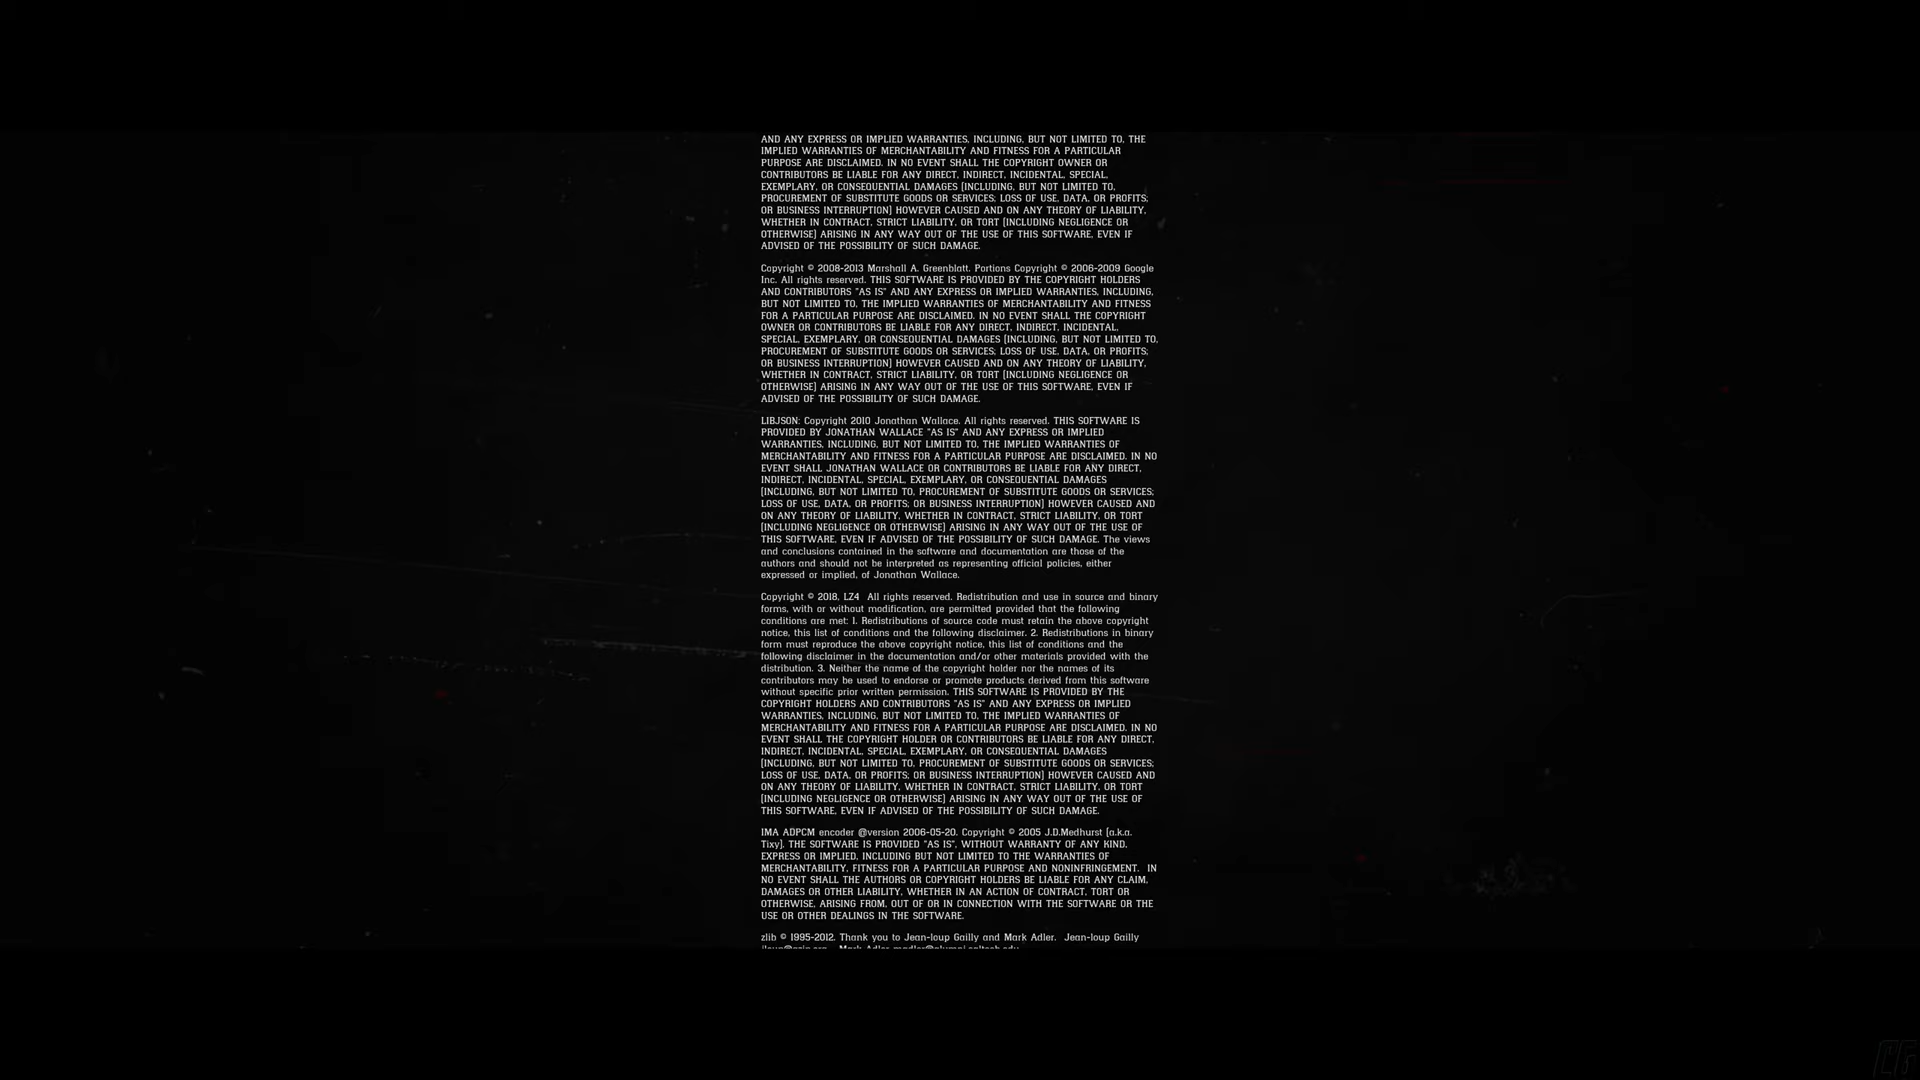 AND ANY EXPRESS OR IMPLIED WARRANTIES, INCLUDING, BUT NOT LIMITED TO, THE
IMPLIED WARRANTIES OF MERCHANTABILITY AND FITNESS FOR A PARTICULAR
PURPOSE ARE DISCLAIMED. IN NO EVENT SHALL THE COPYRIGHT OWNER OR
CONTRIBUTORS BE LIABLE FOR ANY DIRECT, INDIRECT, INCIDENTAL, SPECIAL,
EXEMPLARY, OR CONSEQUENTIAL DAMAGES [INCLUDING, BUT NOT LIMITED TO,
PROCUREMENT OF SUBSTITUTE GOODS OR SERVICES; LOSS OF USE, DATA, OR PROFITS;
OR BUSINESS INTERRUPTION] HOWEVER CAUSED AND ON ANY THEORY OF LIABILITY,
WHETHER IN CONTRACT, STRICT LIABILITY, OR TORT [INCLUDING NEGLIGENCE OR
OTHERWISE] ARISING IN ANY WAY OUT OF THE USE OF THIS SOFTWARE, EVEN IF
ADVISED OF THE POSSIBILITY OF SUCH DAMAGE.
Copyright © 2008-2013 Marshall A. Greenblatt. Portions Copyright © 2006-2009 Google
Inc. All rights reserved. THIS SOFTWARE IS PROVIDED BY THE COPYRIGHT HOLDERS
AND CONTRIBUTORS "AS IS" AND ANY EXPRESS OR IMPLIED WARRANTIES, INCLUDING,
BUT NOT LIMITED TO, THE IMPLIED WARRANTIES OF MERCHANTABILITY AND FITNESS
FOR A PARTICULAR PURPOSE ARE DISCLAIMED. IN NO EVENT SHALL THE COPYRIGHT
OWNER OR CONTRIBUTORS BE LIABLE FOR ANY DIRECT, INDIRECT, INCIDENTAL,
SPECIAL, EXEMPLARY, OR CONSEQUENTIAL DAMAGES [INCLUDING, BUT NOT LIMITED TO,
PROCUREMENT OF SUBSTITUTE GOODS OR SERVICES; LOSS OF USE, DATA, OR PROFITS;
OR BUSINESS INTERRUPTION] HOWEVER CAUSED AND ON ANY THEORY OF LIABILITY,
WHETHER IN CONTRACT, STRICT LIABILITY, OR TORT [INCLUDING NEGLIGENCE OR
OTHERWISE] ARISING IN ANY WAY OUT OF THE USE OF THIS SOFTWARE, EVEN IF
ADVISED OF THE POSSIBILITY OF SUCH DAMAGE.
LIBJSON: Copyright 2010 Jonathan Wallace. All rights reserved. THIS SOFTWARE IS
PROVIDED BY JONATHAN WALLACE "AS IS" AND ANY EXPRESS OR IMPLIED
WARRANTIES, INCLUDING, BUT NOT LIMITED TO, THE IMPLIED WARRANTIES OF
MERCHANTABILITY AND FITNESS FOR A PARTICULAR PURPOSE ARE DISCLAIMED. IN NO
EVENT SHALL JONATHAN WALLACE OR CONTRIBUTORS BE LIABLE FOR ANY DIRECT,
INDIRECT, INCIDENTAL, SPECIAL, EXEMPLARY, OR CONSEQUENTIAL DAMAGES
[INCLUDING, BUT NOT LIMITED TO, PROCUREMENT OF SUBSTITUTE GOODS OR SERVICES;
LOSS OF USE, DATA, OR PROFITS; OR BUSINESS INTERRUPTION] HOWEVER CAUSED AND
ON ANY THEORY OF LIABILITY, WHETHER IN CONTRACT, STRICT LIABILITY, OR TORT
[INCLUDING NEGLIGENCE OR OTHERWISE] ARISING IN ANY WAY OUT OF THE USE OF
THIS SOFTWARE, EVEN IF ADVISED OF THE POSSIBILITY OF SUCH DAMAGE. The views
and conclusions contained in the software and documentation are those of the
authors and should not be interpreted as representing official policies, either
expressed or implied, of Jonathan Wallace.
Copyright © 2018, LZ4  All rights reserved. Redistribution and use in source and binary
forms, with or without modification, are permitted provided that the following
conditions are met: 1. Redistributions of source code must retain the above copyright
notice, this list of conditions and the following disclaimer. 2. Redistributions in binary
form must reproduce the above copyright notice, this list of conditions and the
following disclaimer in the documentation and/or other materials provided with the
distribution. 3. Neither the name of the copyright holder nor the names of its
contributors may be used to endorse or promote products derived from this software
without specific prior written permission. THIS SOFTWARE IS PROVIDED BY THE
COPYRIGHT HOLDERS AND CONTRIBUTORS "AS IS" AND ANY EXPRESS OR IMPLIED
WARRANTIES, INCLUDING, BUT NOT LIMITED TO, THE IMPLIED WARRANTIES OF
MERCHANTABILITY AND FITNESS FOR A PARTICULAR PURPOSE ARE DISCLAIMED. IN NO
EVENT SHALL THE COPYRIGHT HOLDER OR CONTRIBUTORS BE LIABLE FOR ANY DIRECT,
INDIRECT, INCIDENTAL, SPECIAL, EXEMPLARY, OR CONSEQUENTIAL DAMAGES
[INCLUDING, BUT NOT LIMITED TO, PROCUREMENT OF SUBSTITUTE GOODS OR SERVICES;
LOSS OF USE, DATA, OR PROFITS; OR BUSINESS INTERRUPTION] HOWEVER CAUSED AND
ON ANY THEORY OF LIABILITY, WHETHER IN CONTRACT, STRICT LIABILITY, OR TORT
[INCLUDING NEGLIGENCE OR OTHERWISE] ARISING IN ANY WAY OUT OF THE USE OF
THIS SOFTWARE, EVEN IF ADVISED OF THE POSSIBILITY OF SUCH DAMAGE.
IMA ADPCM encoder @version 2006-05-20. Copyright © 2005 J.D.Medhurst [a.k.a.
Tixy]. THE SOFTWARE IS PROVIDED "AS IS", WITHOUT WARRANTY OF ANY KIND,
EXPRESS OR IMPLIED, INCLUDING BUT NOT LIMITED TO THE WARRANTIES OF
MERCHANTABILITY, FITNESS FOR A PARTICULAR PURPOSE AND NONINFRINGEMENT.  IN
NO EVENT SHALL THE AUTHORS OR COPYRIGHT HOLDERS BE LIABLE FOR ANY CLAIM,
DAMAGES OR OTHER LIABILITY, WHETHER IN AN ACTION OF CONTRACT, TORT OR
OTHERWISE, ARISING FROM, OUT OF OR IN CONNECTION WITH THE SOFTWARE OR THE
USE OR OTHER DEALINGS IN THE SOFTWARE.
zlib © 1995-2012. Thank you to Jean-loup Gailly and Mark Adler.  Jean-loup Gailly